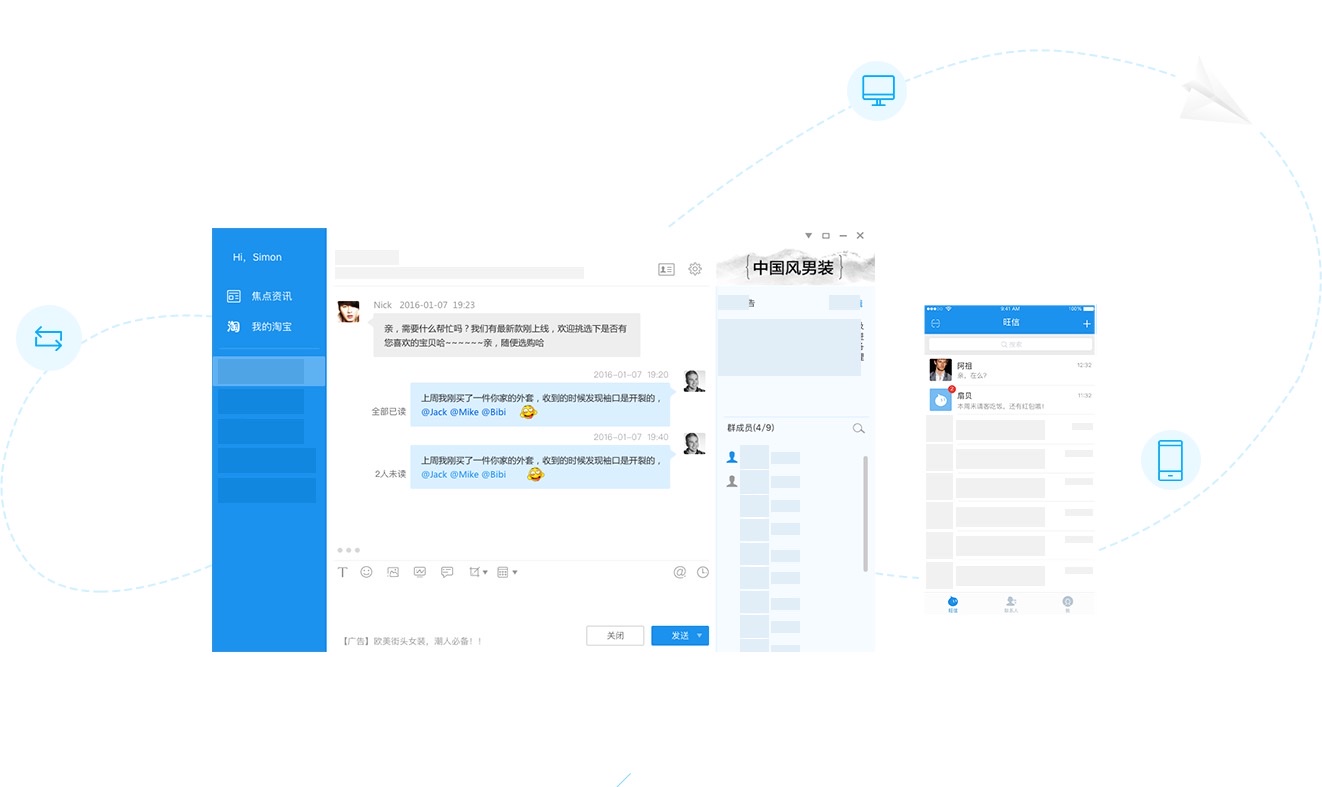 Hi，Simon
焦点资讯
淘 我的淘宝
Nick 2016-01-07 19:23
亲，需要什么帮忙吗？我们有最新款刚上线，欢迎挑选下是否有
您喜欢的宝贝哈~~~~~~亲，随便选购哈
2016-01-07 19:20
上周我刚买了一件你家的外套，收到的时候发现袖口是开裂的，
@Jack @Mike @Bibi
全部已读
2016-01-07 19:40
上周我刚买了一件你家的外套，收到的时候发现袖口是开裂的，
@Jack @Mike @Bibi
2人未读
T
@
【广告】欧美街头女装，潮人必备！！
关闭
发送
中国风男装
告
群成员(4/9)
9:41 AM
100%
旺信
搜索
阿祖
12:32
亲，在么?
2
扇贝
11:32
本周末请客吃饭，还有红包哦!
旺信
联系人
我